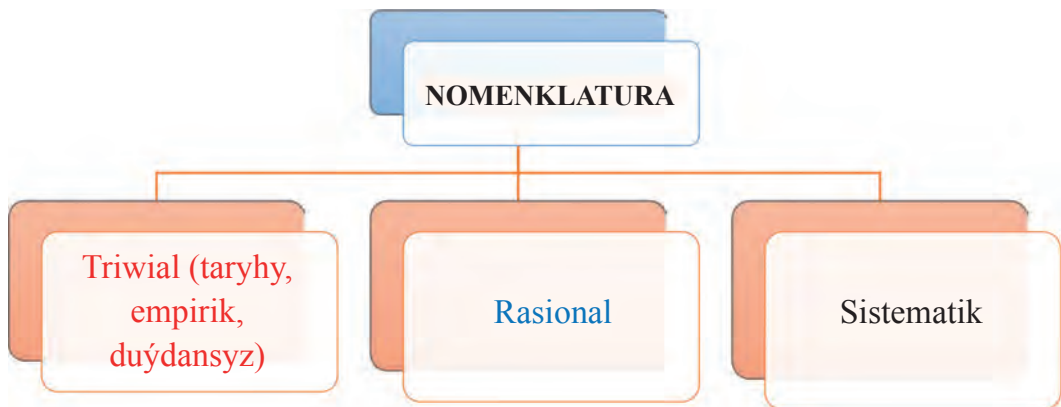 NOMENKLATURA
Triwial (taryhy,
empirik,
duýdansyz)
Rasional
Sistematik